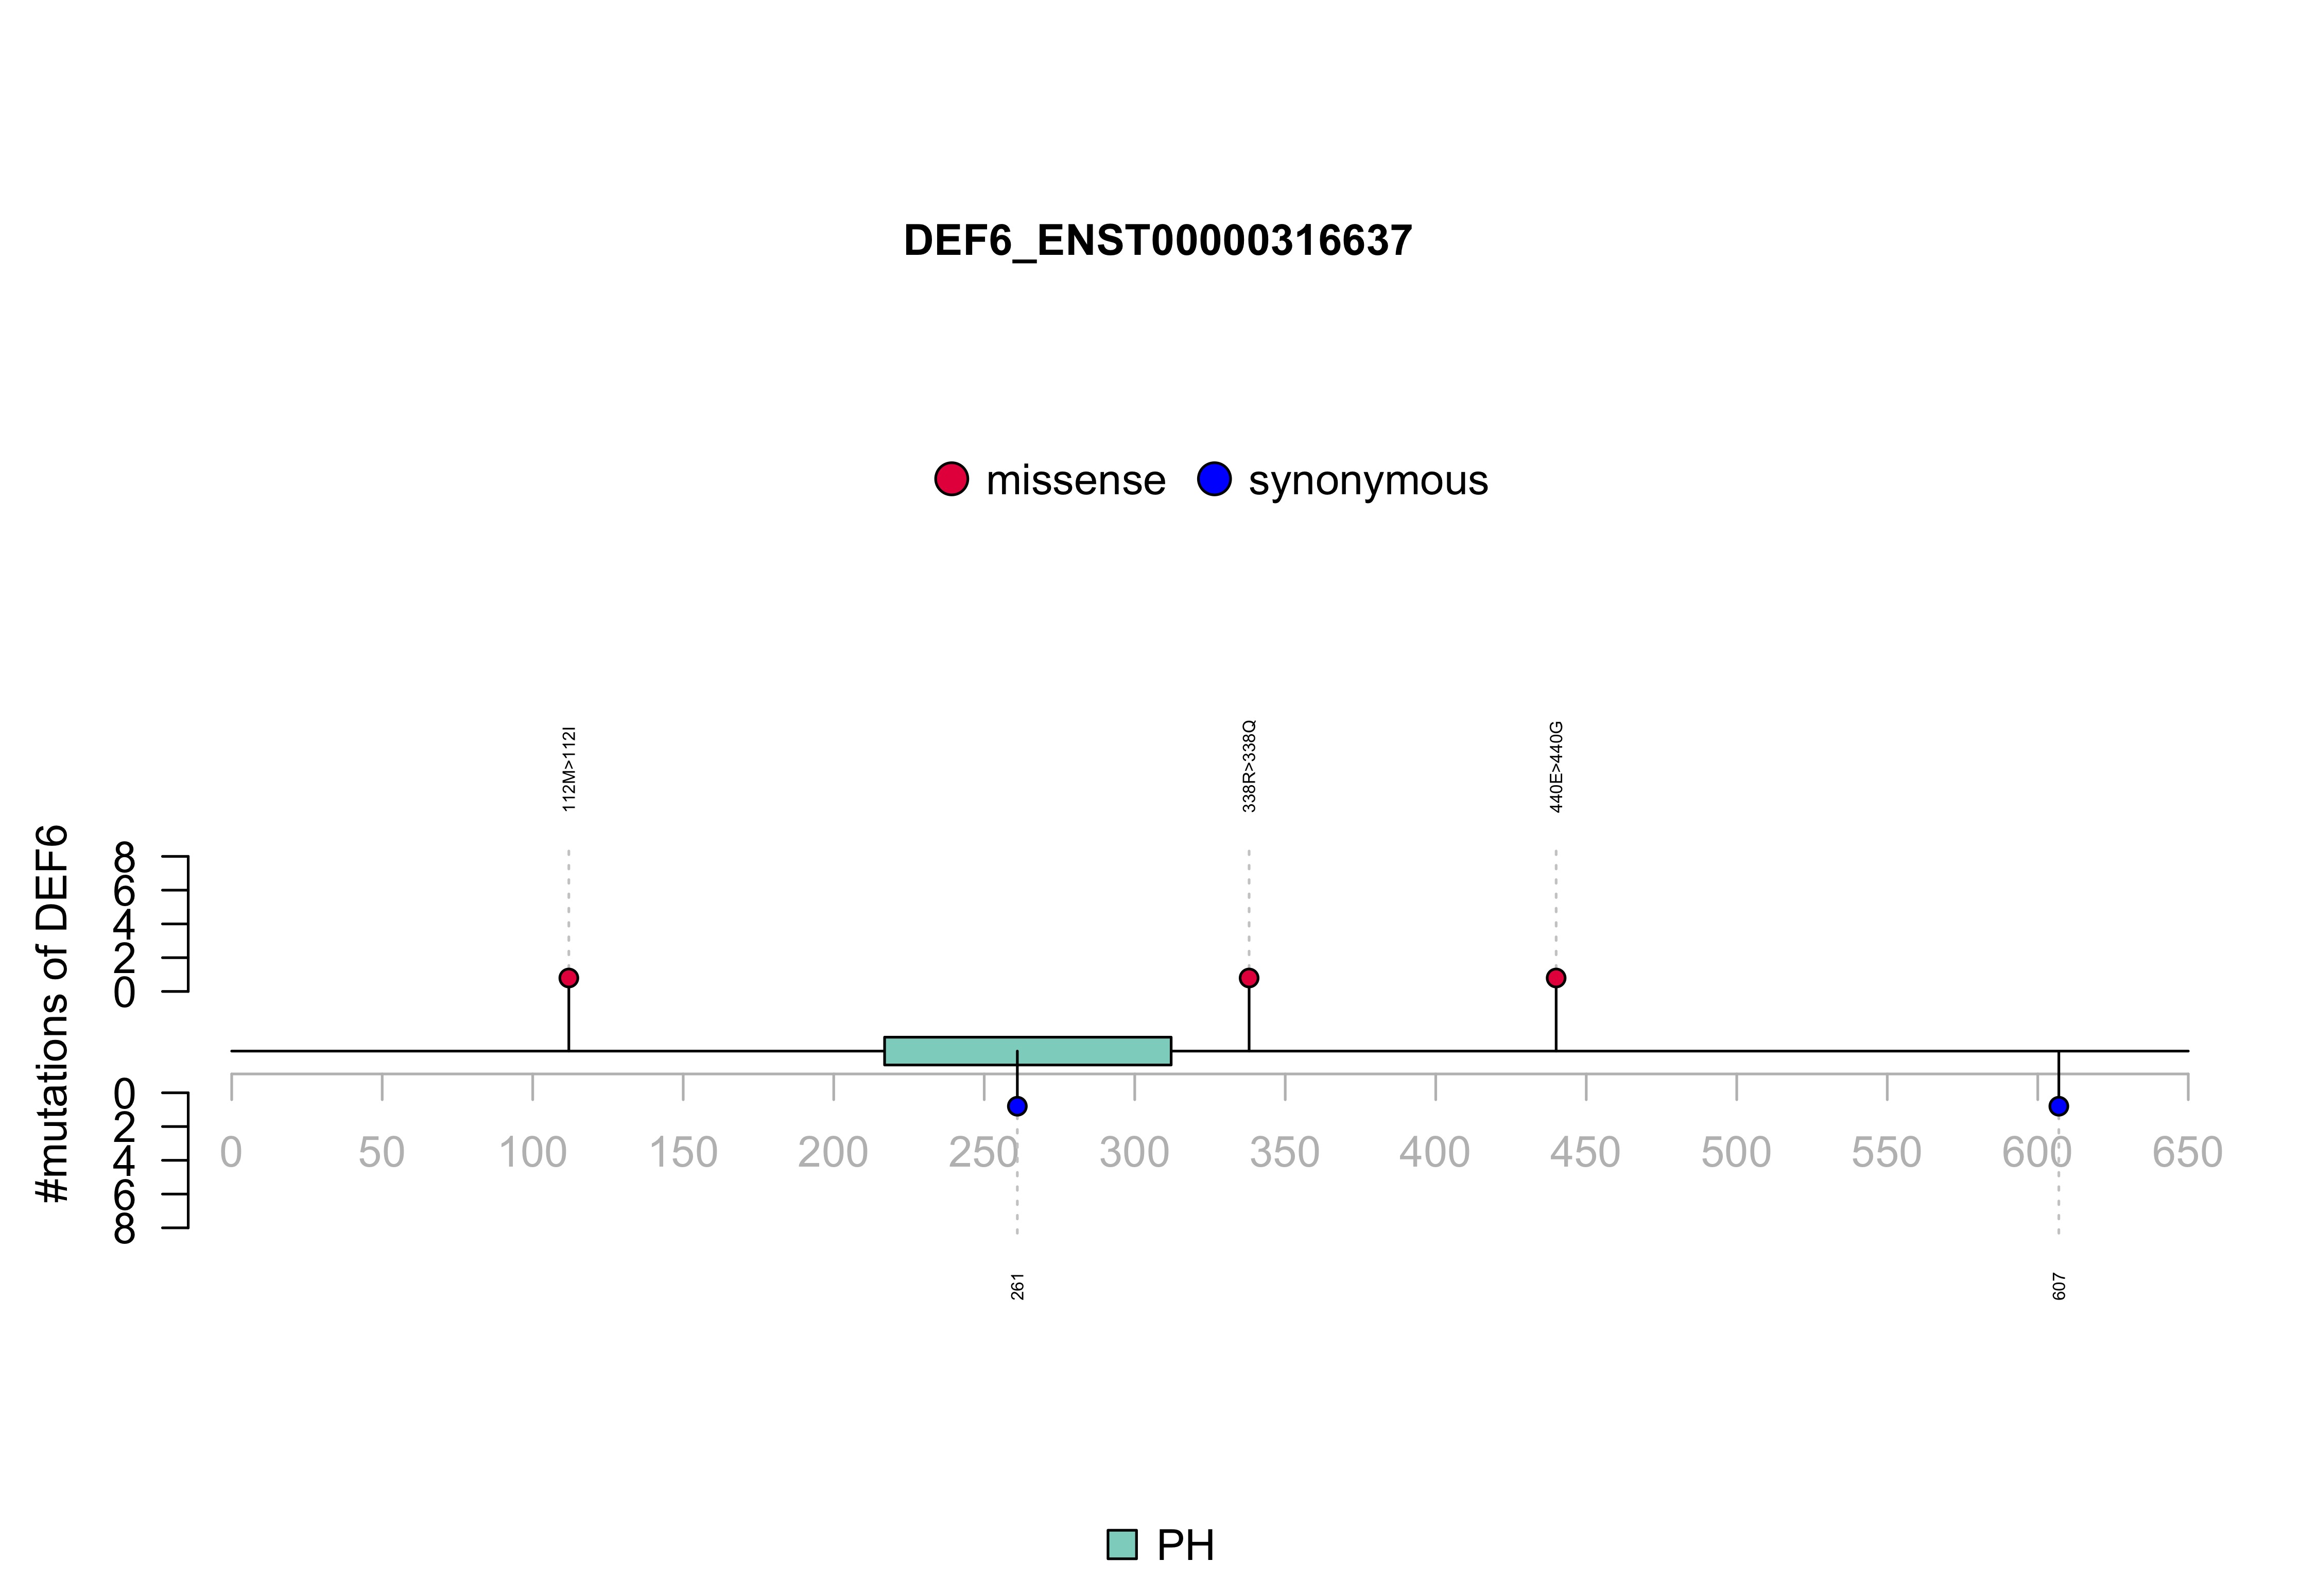 DEF6_ENST00000316637
missense synonymous
112M>112I
338R>338Q
440E>440G
#mutations of DEF6
8
6
4
2
0
0
2
4
6
8
0 50 100 150 200 250 300 350 400 450 500 550 600 650
261
607
PH